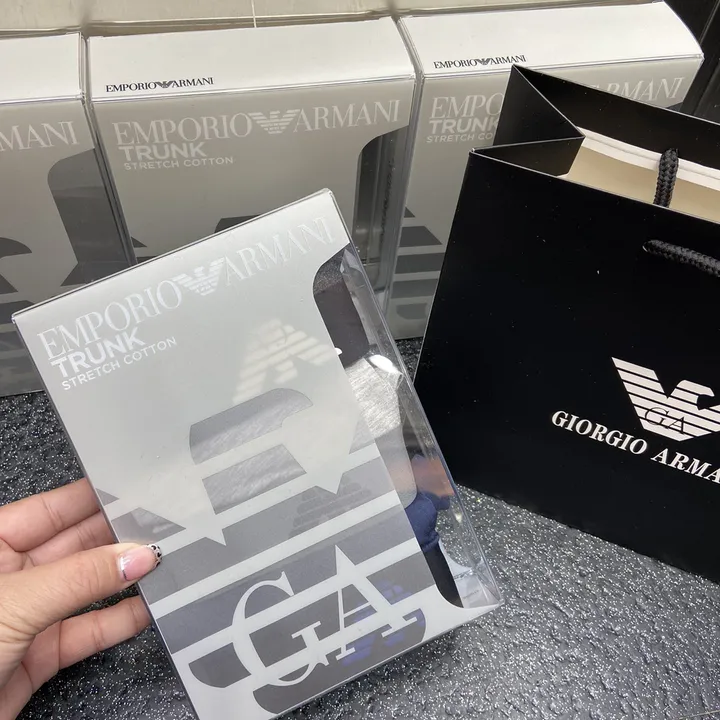 EMPORIO ARMANI
EMPORIO ARMANI
ARMANI
EMPORIO ARMANI
TRUNK
STRETCH COTTON
EMPORIO ARMANI
TRUNK
STRETCH COTTON
EMPORIO ARMANI
TRUNK
STRETCH COTTON
GA
GA
GIORGIO ARMA